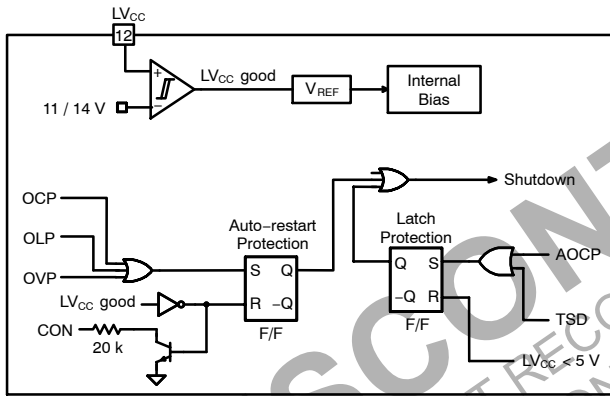 LVCC
12
LVCC good
VREF
Internal
Bias
11 / 14 V
OCP
OLP
OVP
LVCC good
CON
20 k
Auto-restart
Protection
S Q
R -Q
F/F
Shutdown
Latch
Protection
Q S
-Q R
F/F
AOCP
TSD
LVCC < 5 V